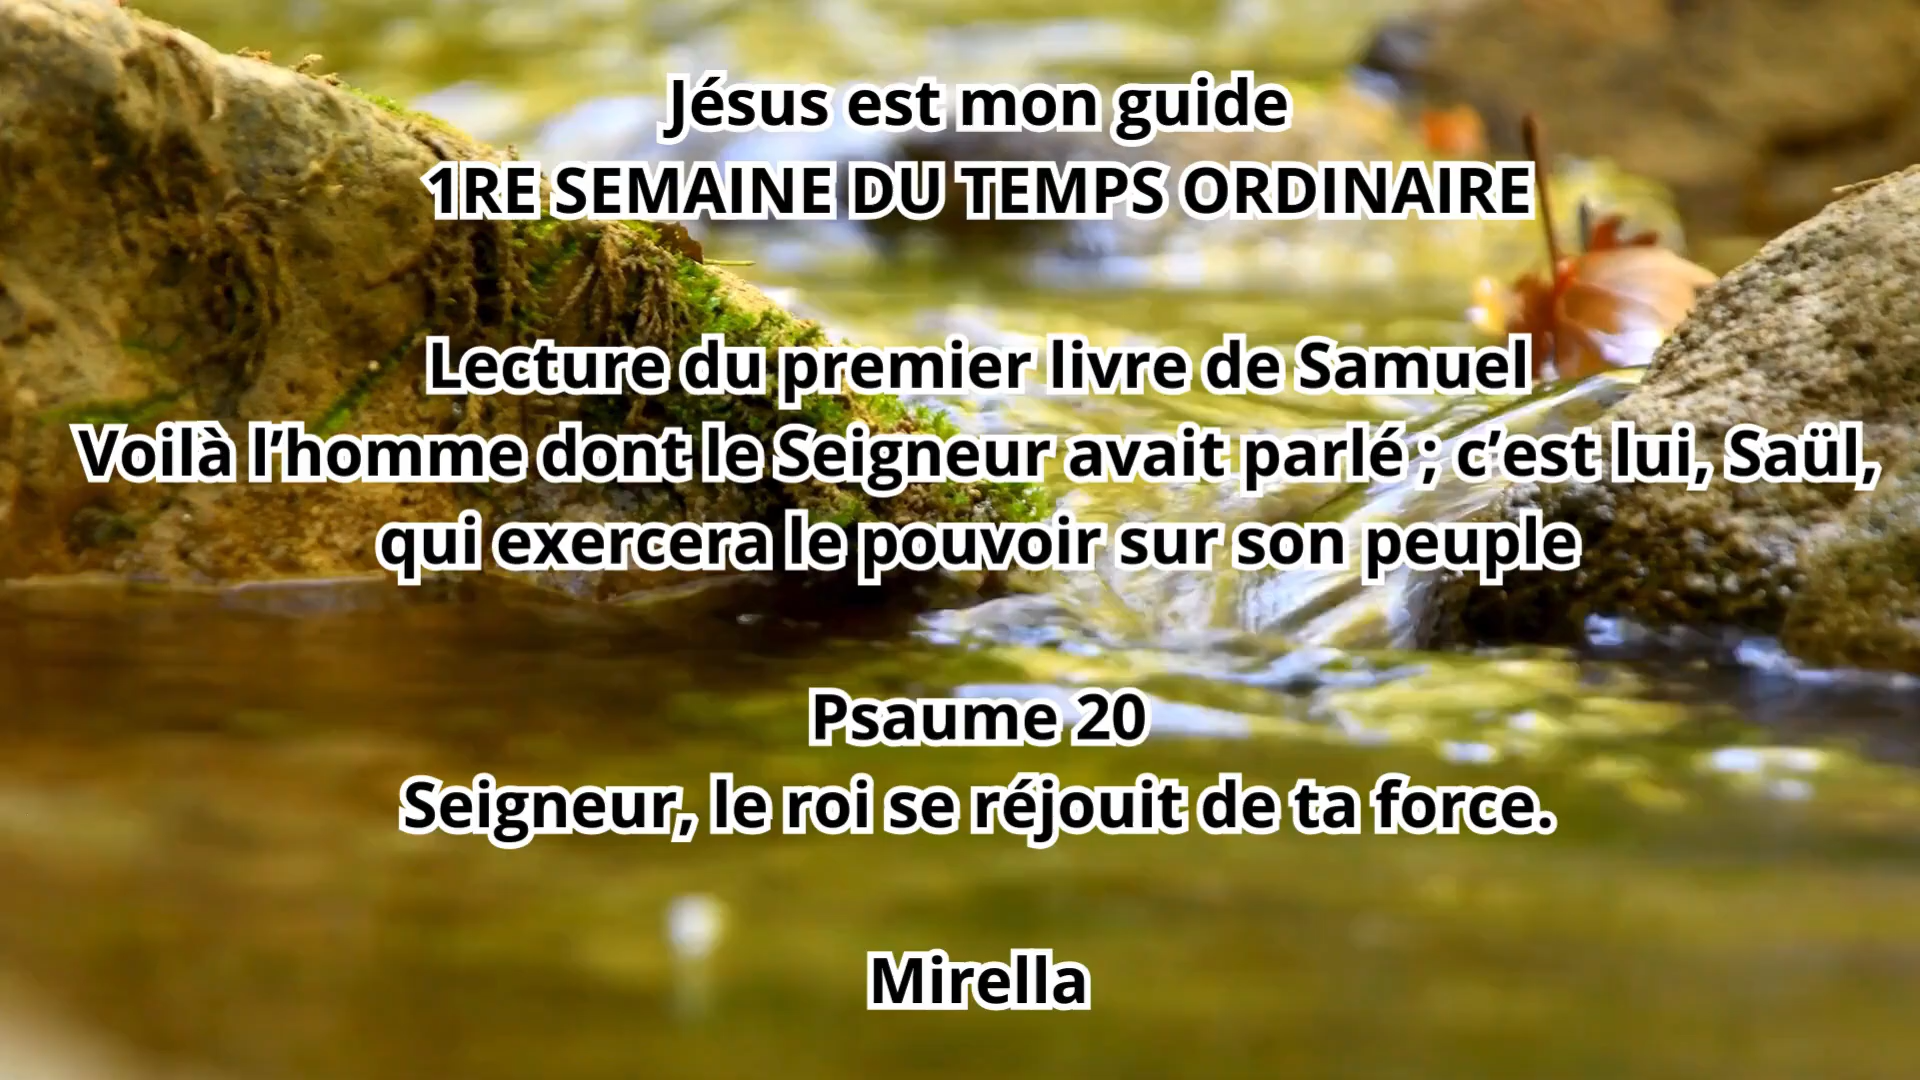 Jésus est mon guide
1RE SEMAINE DU TEMPS ORDINAIRE
Lecture du premier livre de Samuel
Voilà l’homme dont le Seigneur avait parlé ; c’est lui, Saül,
qui exercera le pouvoir sur son peuple
Psaume 20
Seigneur, le roi se réjouit de ta force.
Mirella